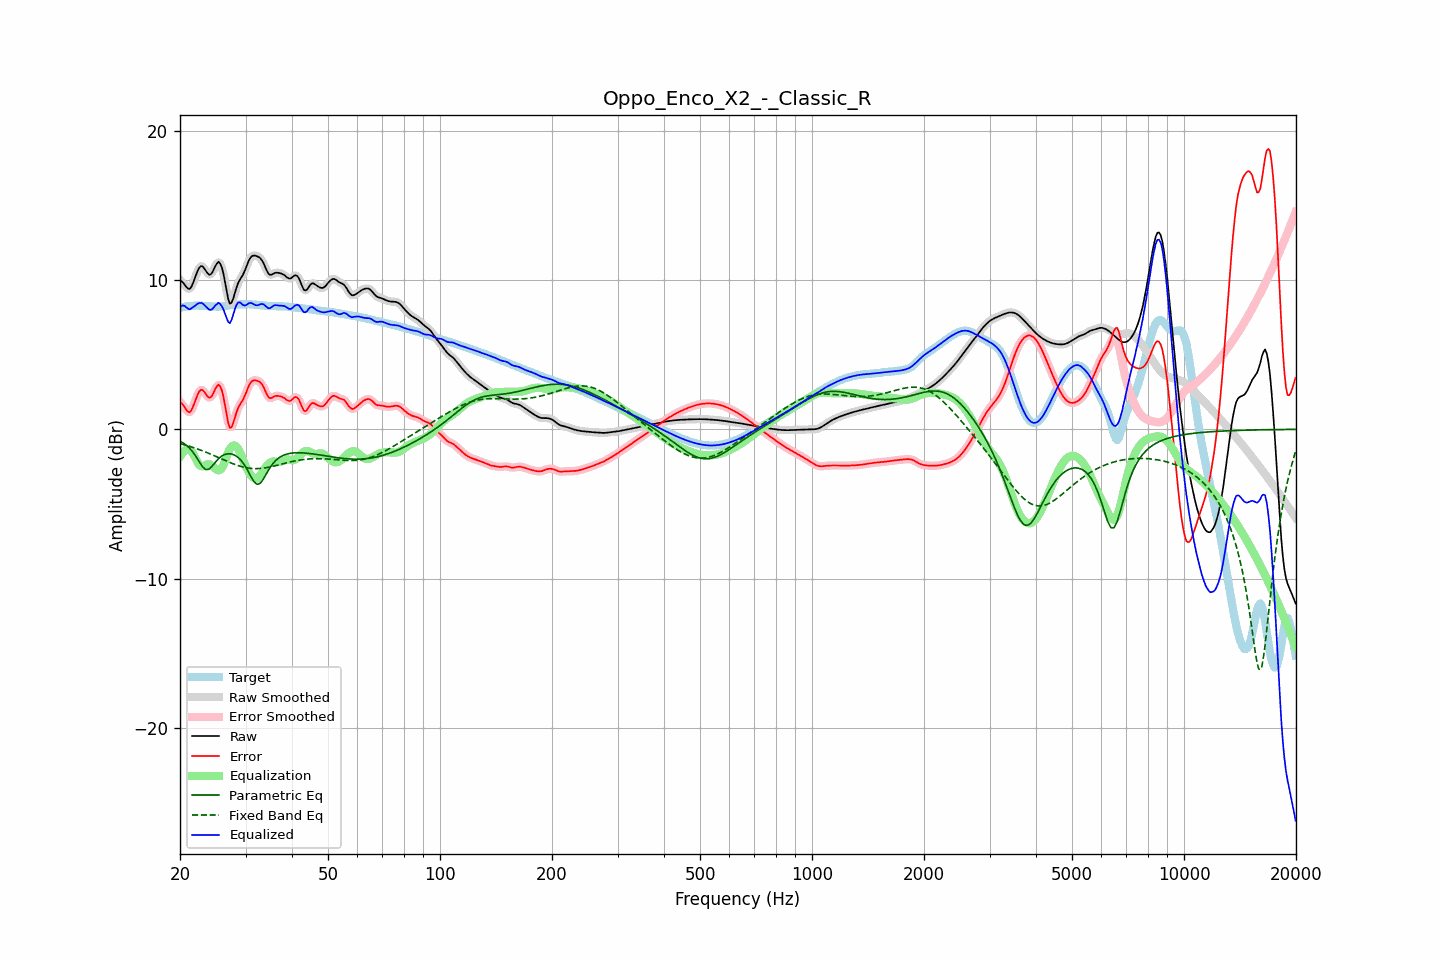 Oppo_Enco_X2_-_Classic_R
Amplitude (dBr)
20
10
0
−10
−20
Target
Raw Smoothed
Error Smoothed
Raw
Error
Equalization
Parametric Eq
Fixed Band Eq
Equalized
20
50
100
200
500
1000
2000
5000
10000
20000
Frequency (Hz)